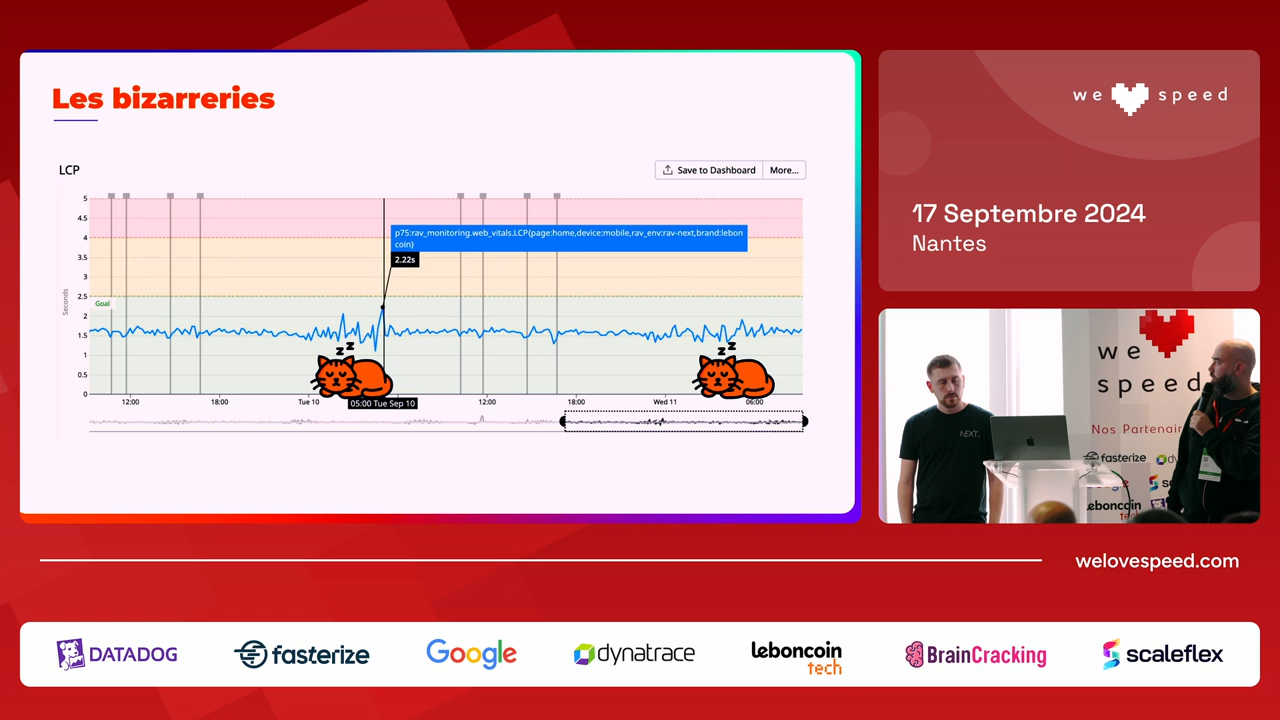 Les bizarreries
LCP
Save to Dashboard
More...
5
4.5
4
3.5
3
2.5
2
1.5
1
0.5
0
Seconds
Goal
p75:rav_monitoring.web_vitals.LCP{page:home,device:mobile,rav_env:rav-next,brand:lebon
coin}
2.22s
z z
z z
12:00
18:00
Tue 10
05:00 Tue Sep 10
12:00
18:00
Wed 11
06:00
we speed
17 Septembre 2024
Nantes
NEXT
we
speed
Nos Partenair
fasterize
leboncoin
tech
welovespeed.com
DATADOG
fasterize
Google
dynatrace
leboncoin
tech
BrainCracking
scaleflex